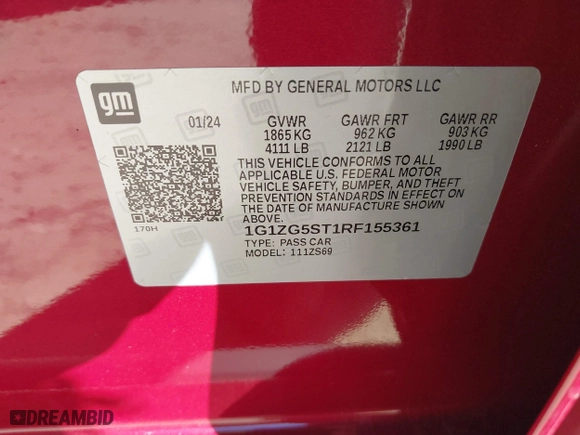 gm
MFD BY GENERAL MOTORS LLC
01/24 GVWR GAWR FRT GAWR RR
1865 KG 962 KG 903 KG
4111 LB 2121 LB 1990 LB
THIS VEHICLE CONFORMS TO ALL
APPLICABLE U.S. FEDERAL MOTOR
VEHICLE SAFETY, BUMPER, AND THEFT
PREVENTION STANDARDS IN EFFECT ON
THE DATE OF MANUFACTURE SHOWN
ABOVE.
170H
1G1ZG5ST1RF155361
TYPE: PASS CAR
MODEL: 111ZS69
DREAMBID